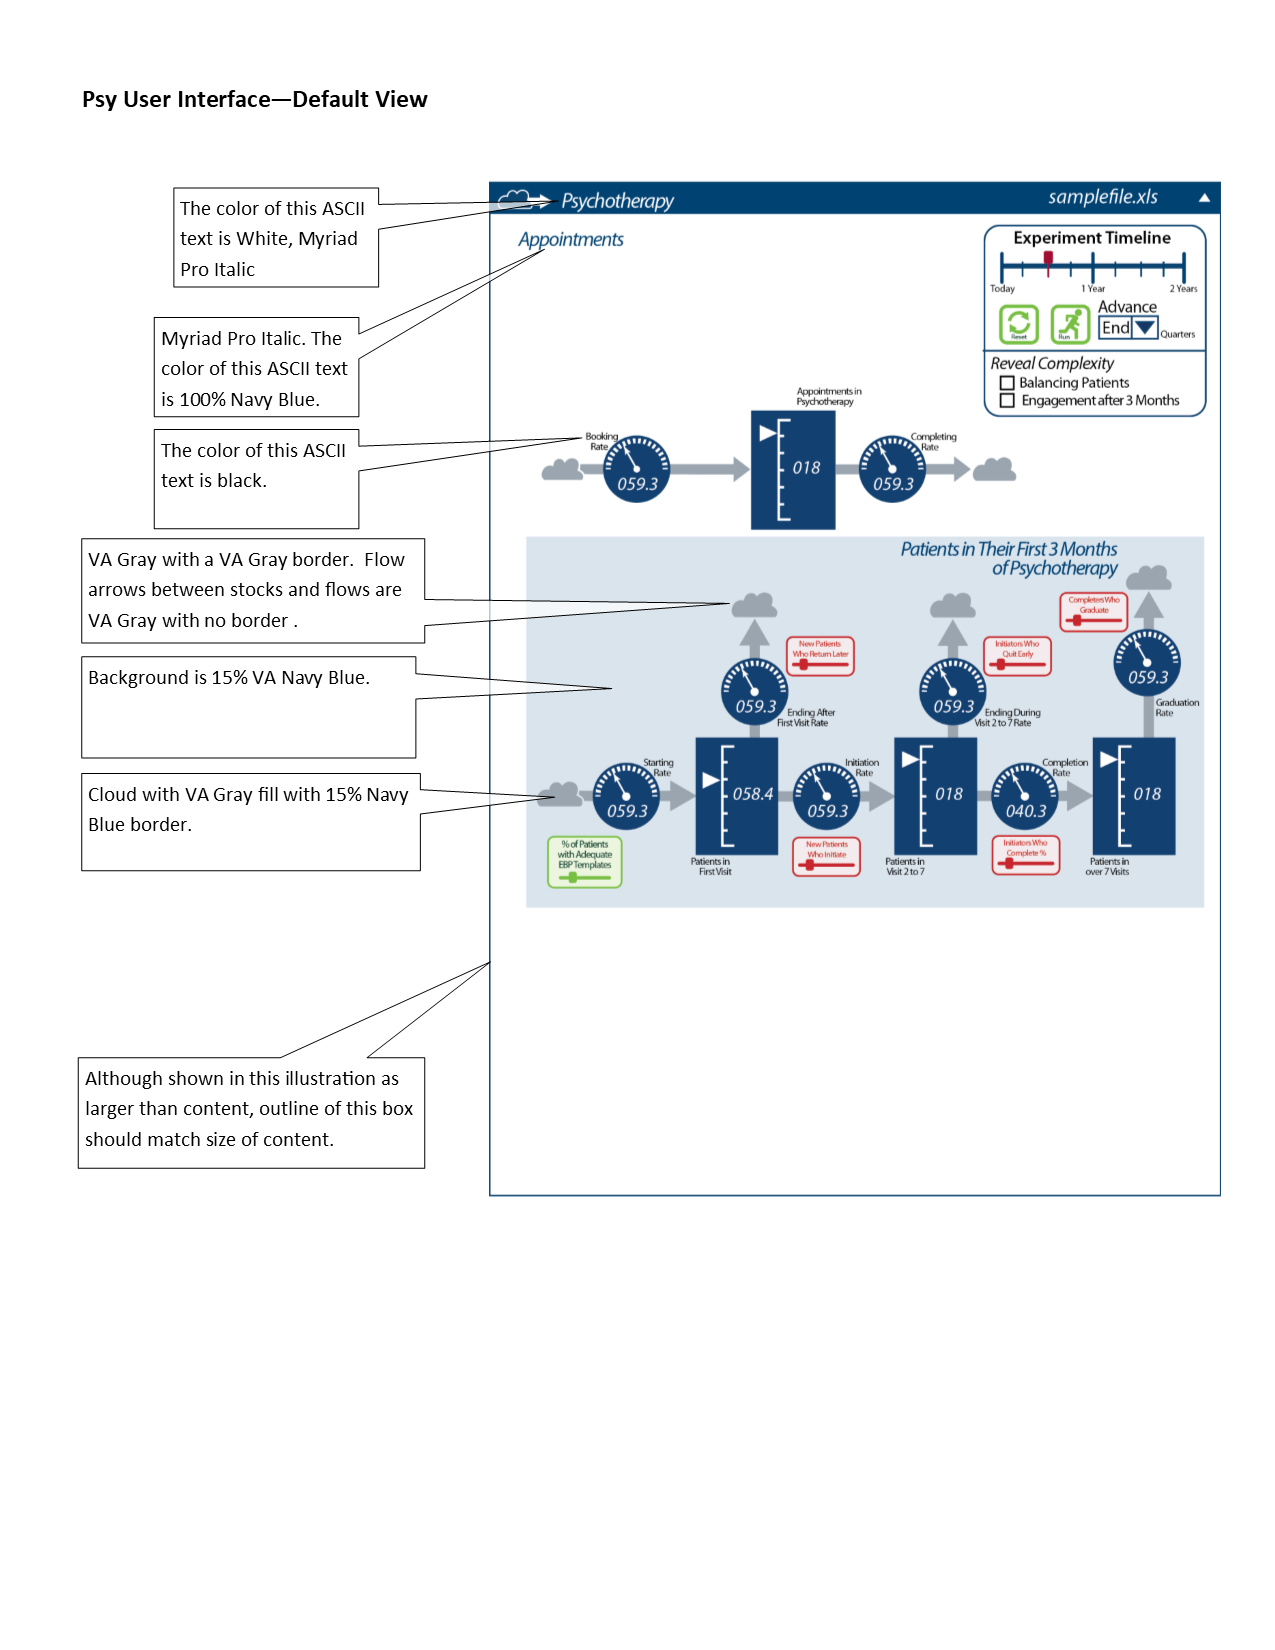 Psy User Interface—Default View
The color of this ASCII
text is White, Myriad
Pro Italic
Myriad Pro Italic. The
color of this ASCII text
is 100% Navy Blue.
The color of this ASCII
text is black.
VA Gray with a VA Gray border.  Flow
arrows between stocks and flows are
VA Gray with no border .
Background is 15% VA Navy Blue.
Cloud with VA Gray fill with 15% Navy
Blue border.
Although shown in this illustration as
larger than content, outline of this box
should match size of content.
Psychotherapy
samplefile.xls
Appointments
Experiment Timeline
Today
1 Year
2 Years
Reset
Run
Advance
End
Quarters
Reveal Complexity
Balancing Patients
Engagement after 3 Months
Appointments in
Psychotherapy
Booking
Rate
059.3
018
Completing
Rate
059.3
Patients in Their First 3 Months
of Psychotherapy
Completers Who
Graduate
New Patients
Who Return Later
Initiators Who
Quit Early
059.3
Ending After
First Visit Rate
059.3
Ending During
Visit 2 to 7 Rate
059.3
Graduation
Rate
Starting
Rate
059.3
058.4
Initiation
Rate
059.3
018
Completion
Rate
040.3
018
% of Patients
with Adequate
EBP Templates
Patients in
First Visit
New Patients
Who Initiate
Patients in
Visit 2 to 7
Initiators Who
Complete %
Patients in
over 7 Visits